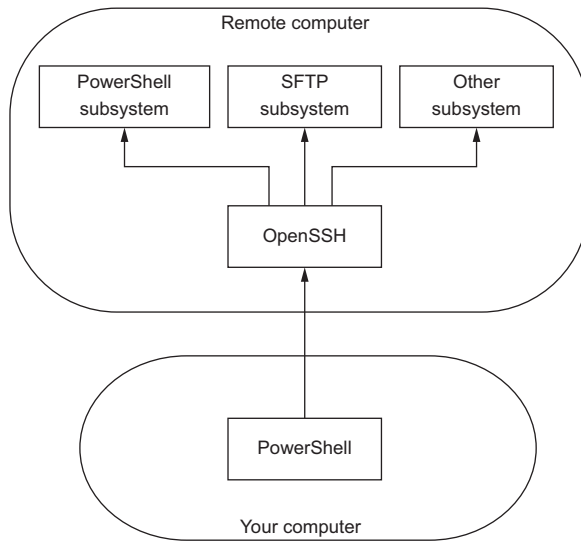 Remote computer
PowerShell
subsystem
SFTP
subsystem
Other
subsystem
OpenSSH
PowerShell
Your computer